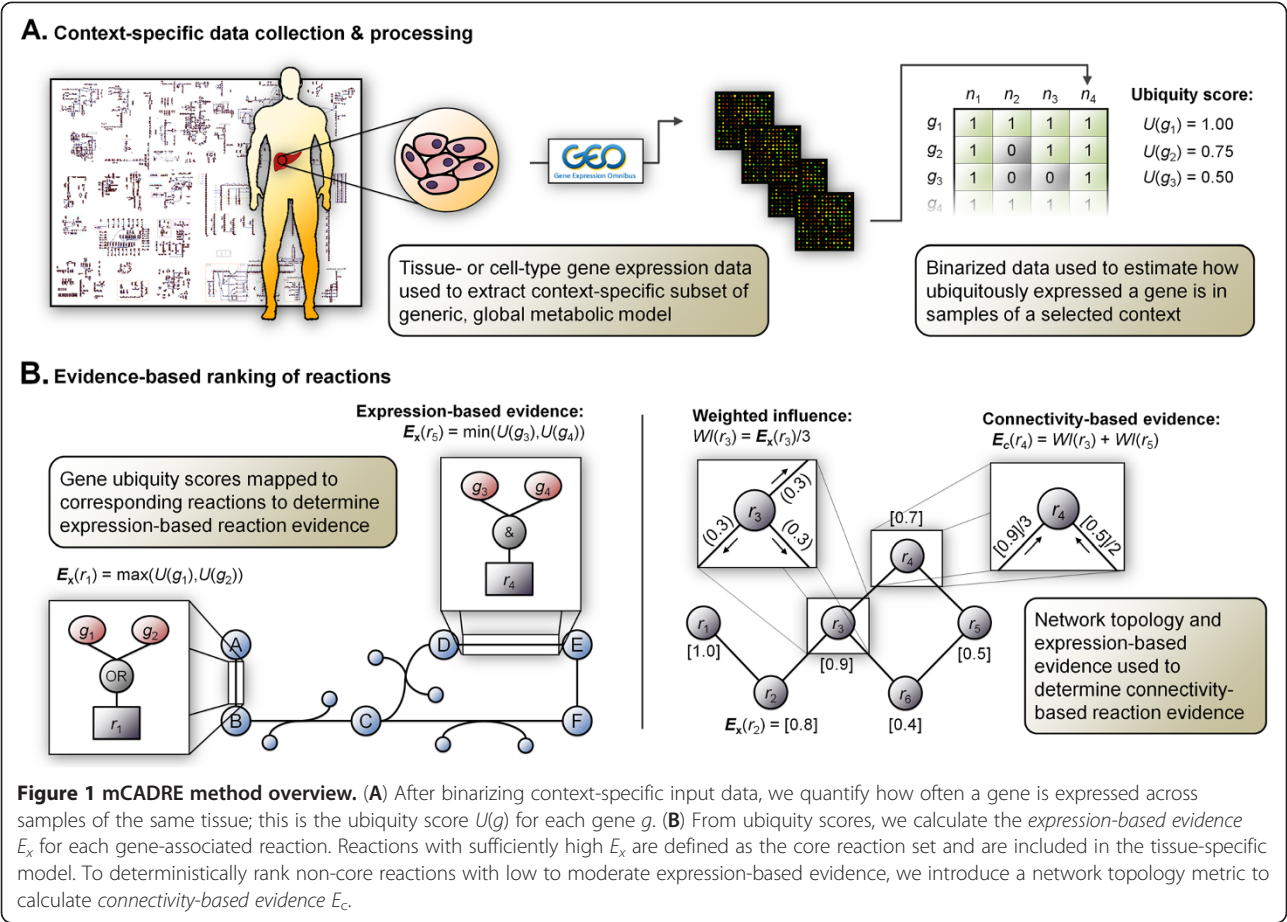 A. Context-specific data collection & processing
GEO
Gene Expression Omnibus
n1 n2 n3 n4
g1 1 1 1 1
g2 1 0 1 1
g3 1 0 0 1
g4 1 1 1 1
Ubiquity score:
U(g1) = 1.00
U(g2) = 0.75
U(g3) = 0.50
Tissue- or cell-type gene expression data
used to extract context-specific subset of
generic, global metabolic model
Binarized data used to estimate how
ubiquitously expressed a gene is in
samples of a selected context
B. Evidence-based ranking of reactions
Expression-based evidence:
Ex(r5) = min(U(g3),U(g4))
Gene ubiquity scores mapped to
corresponding reactions to determine
expression-based reaction evidence
Ex(r1) = max(U(g1),U(g2))
g1 g2
OR
r1
g3 g4
&
r4
A
B
C
D
E
F
Weighted influence:
WI(r3) = Ex(r3)/3
Connectivity-based evidence:
Ec(r4) = WI(r3) + WI(r5)
r3
(0.3)
(0.3)
(0.3)
r4
[0.9]/3
[0.5]/2
[0.7]
r4
r1
[1.0]
r3
[0.9]
r5
[0.5]
r2
Ex(r2) = [0.8]
r6
[0.4]
Network topology and
expression-based
evidence used to
determine connectivity-
based reaction evidence
Figure 1 mCADRE method overview. (A) After binarizing context-specific input data, we quantify how often a gene is expressed across
samples of the same tissue; this is the ubiquity score U(g) for each gene g. (B) From ubiquity scores, we calculate the expression-based evidence
Ex for each gene-associated reaction. Reactions with sufficiently high Ex are defined as the core reaction set and are included in the tissue-specific
model. To deterministically rank non-core reactions with low to moderate expression-based evidence, we introduce a network topology metric to
calculate connectivity-based evidence Ec.